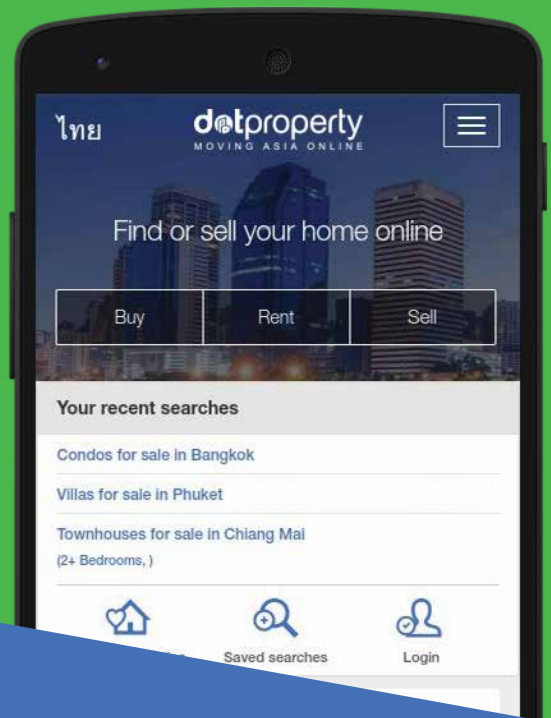 ไทย
dotproperty
MOVING ASIA ONLINE
Find or sell your home online
Buy Rent Sell
Your recent searches
Condos for sale in Bangkok
Villas for sale in Phuket
Townhouses for sale in Chiang Mai
(2+ Bedrooms, )
Saved searches Login